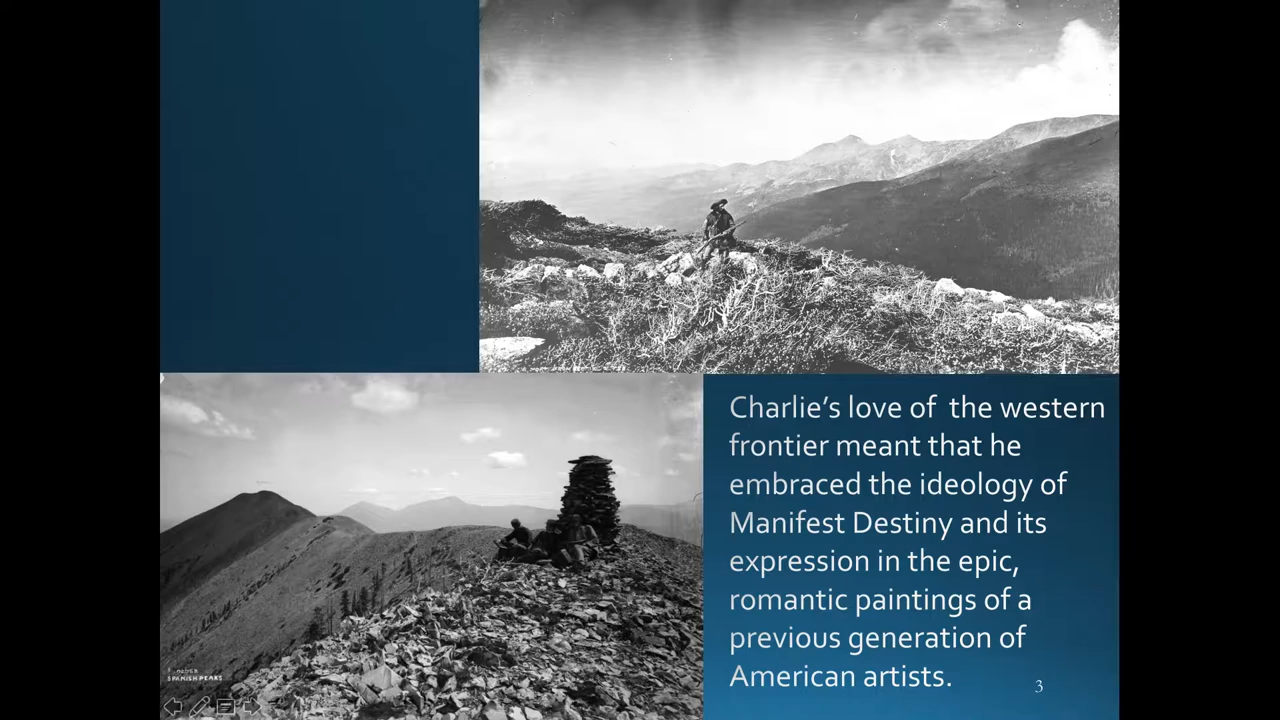 Charlie's love of  the western
frontier meant that he
embraced the ideology of
Manifest Destiny and its
expression in the epic,
romantic paintings of a
previous generation of
American artists.
3
SPANISH PEAKS